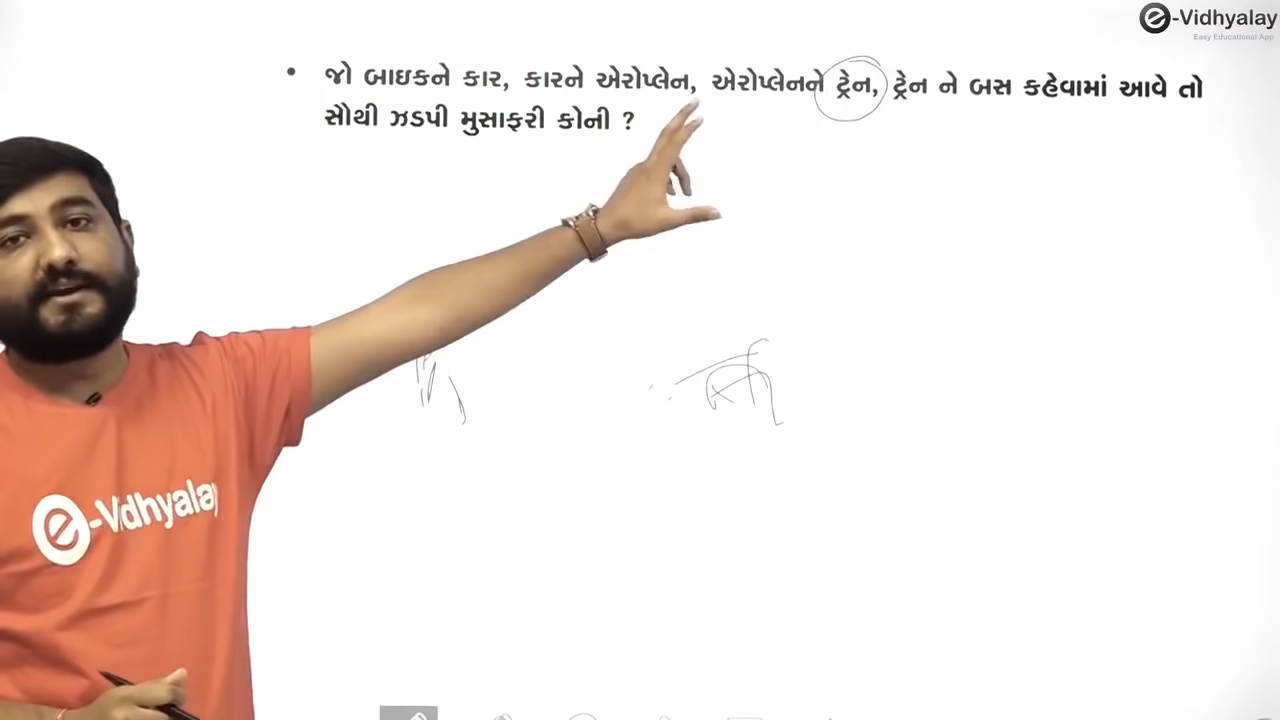 e-Vidhyalay
Easy Educational App
• જો બાઇકને કાર, કારને એરોપ્લેન, એરોપ્લેનને ટ્રેન, ટ્રેન ને બસ કહેવામાં આવે તો
સૌથી ઝડપી મુસાફરી કોની ?
e-Vidhyalay